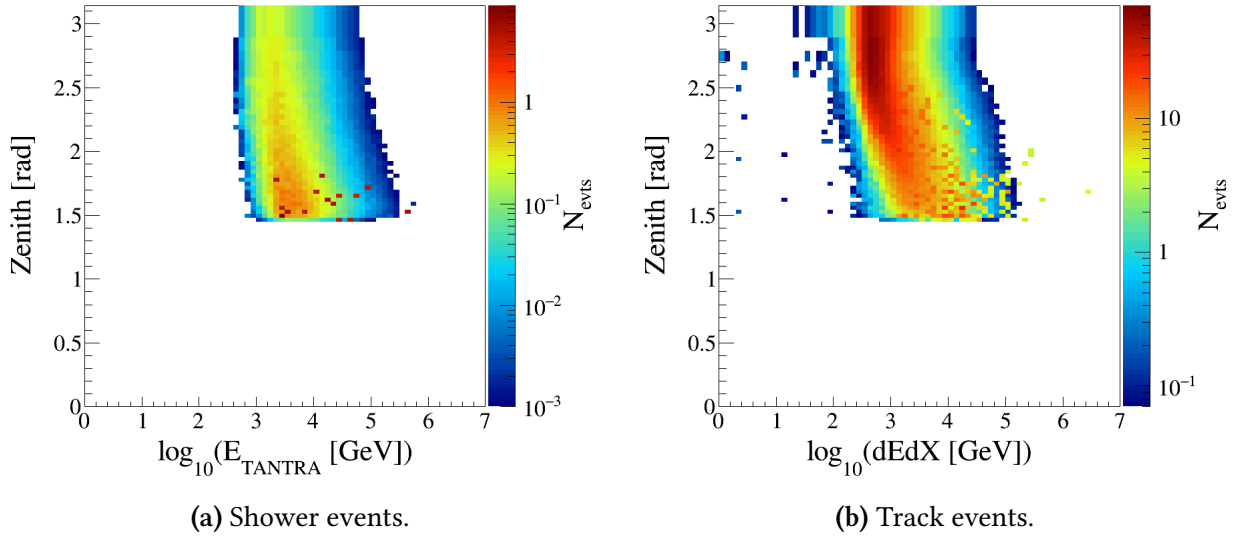 3
2.5
2
1.5
1
0.5
0
Zenith [rad]
0 1 2 3 4 5 6 7
log10(E_TANTRA [GeV])
1
10^−1
10^−2
10^−3
N_evts
(a) Shower events.
3
2.5
2
1.5
1
0.5
0
Zenith [rad]
0 1 2 3 4 5 6 7
log10(dEdX [GeV])
10
1
10^−1
N_evts
(b) Track events.